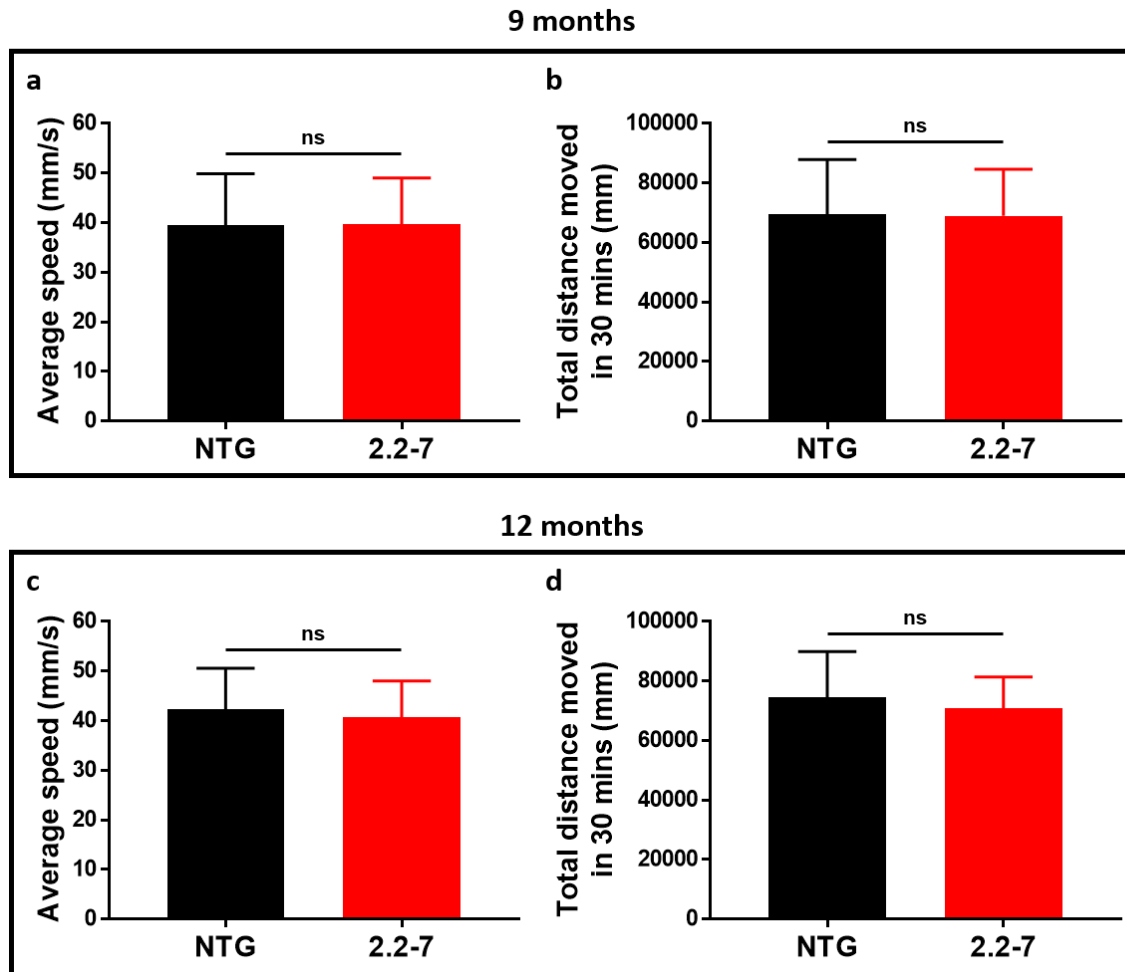 9 months
a
Average speed (mm/s)
60
50
40
30
20
10
0
ns
NTG
2.2-7
b
Total distance moved
in 30 mins (mm)
100000
80000
60000
40000
20000
0
ns
NTG
2.2-7
12 months
c
Average speed (mm/s)
60
50
40
30
20
10
0
ns
NTG
2.2-7
d
Total distance moved
in 30 mins (mm)
100000
80000
60000
40000
20000
0
ns
NTG
2.2-7